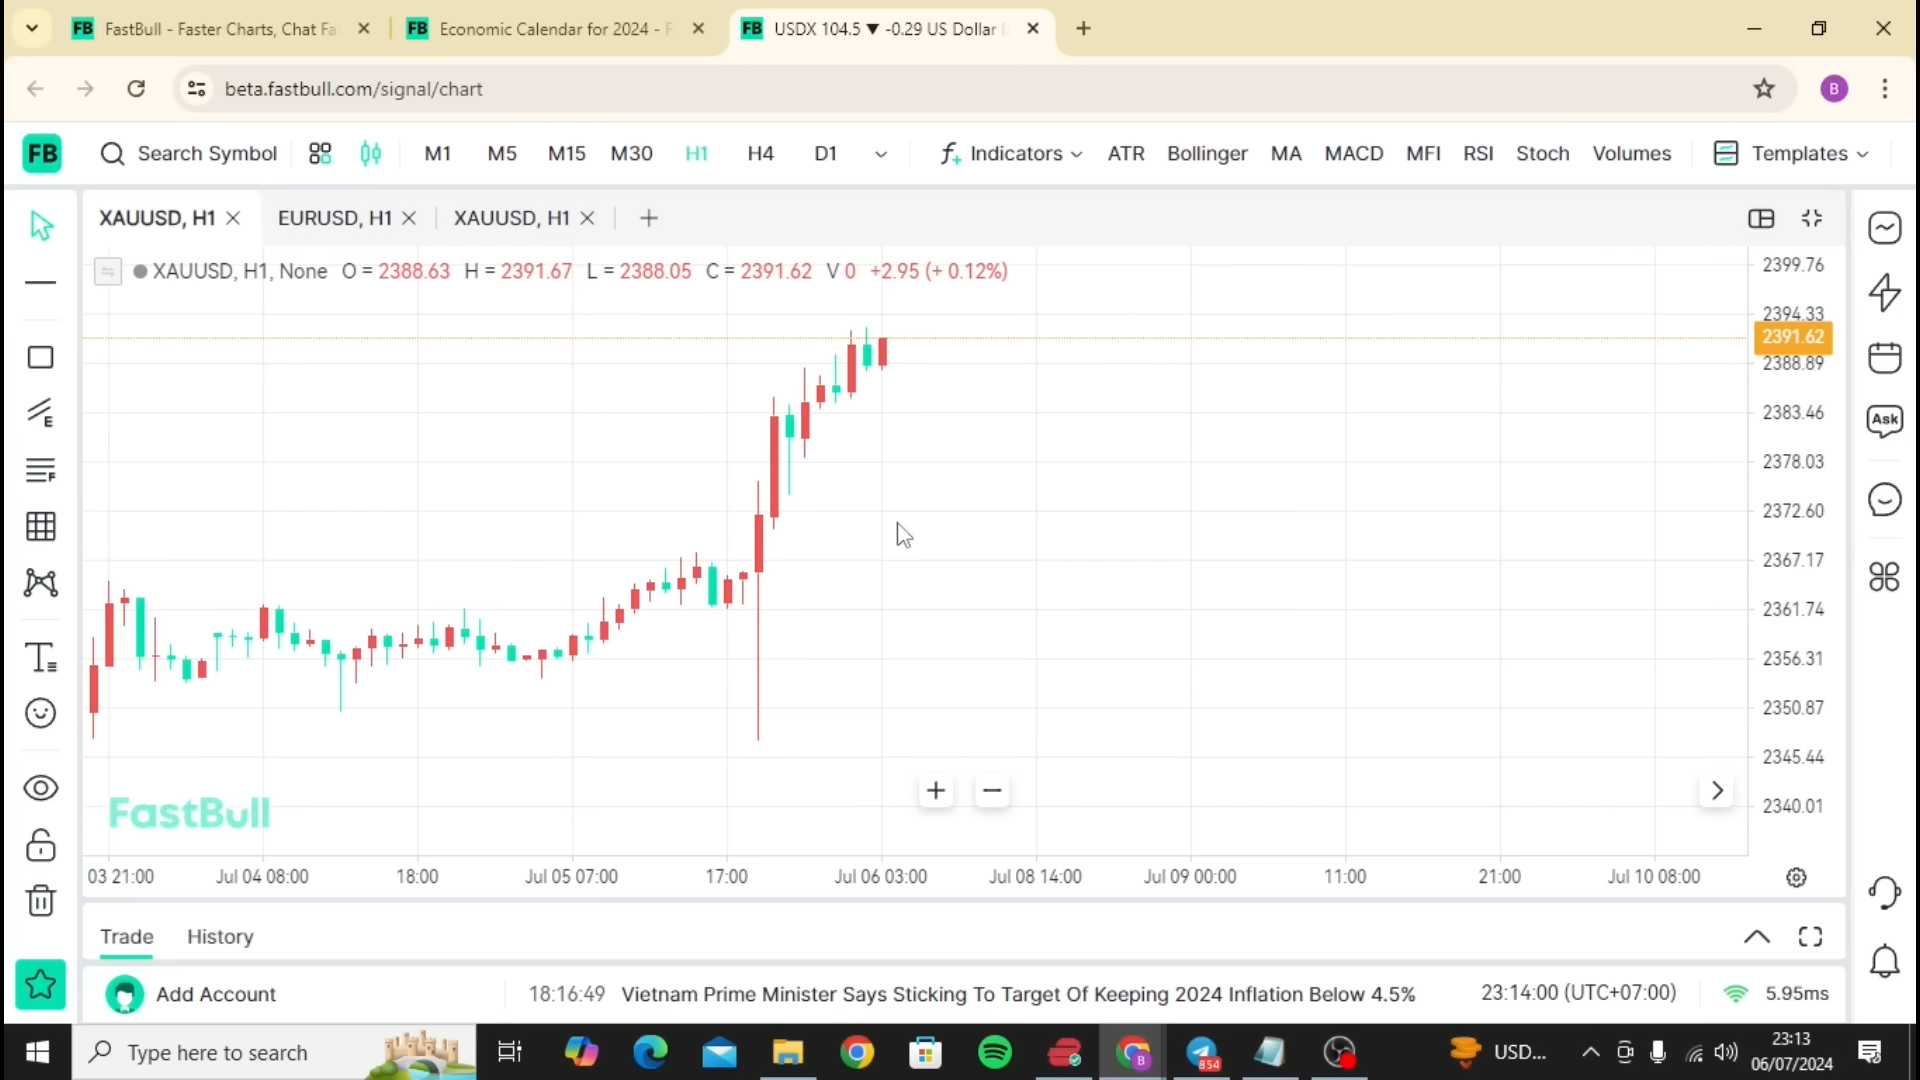 FB FastBull - Faster Charts, Chat Fa
FB Economic Calendar for 2024 - F
FB USDX 104.5 ▼ -0.29 US Dollar I
beta.fastbull.com/signal/chart
B
FB Search Symbol M1 M5 M15 M30 H1 H4 D1 Indicators ATR Bollinger MA MACD MFI RSI Stoch Volumes Templates
XAUUSD, H1 EURUSD, H1 XAUUSD, H1
XAUUSD, H1, None O = 2388.63 H = 2391.67 L = 2388.05 C = 2391.62 V 0 +2.95 (+ 0.12%)
2399.76
2394.33
2391.62
2388.89
2383.46
2378.03
2372.60
2367.17
2361.74
2356.31
2350.87
2345.44
2340.01
E
F
T
Ask
FastBull
03 21:00 Jul 04 08:00 18:00 Jul 05 07:00 17:00 Jul 06 03:00 Jul 08 14:00 Jul 09 00:00 11:00 21:00 Jul 10 08:00
Trade History
Add Account 18:16:49 Vietnam Prime Minister Says Sticking To Target Of Keeping 2024 Inflation Below 4.5% 23:14:00 (UTC+07:00) 5.95ms
Type here to search
B
854
USD...
23:13
06/07/2024